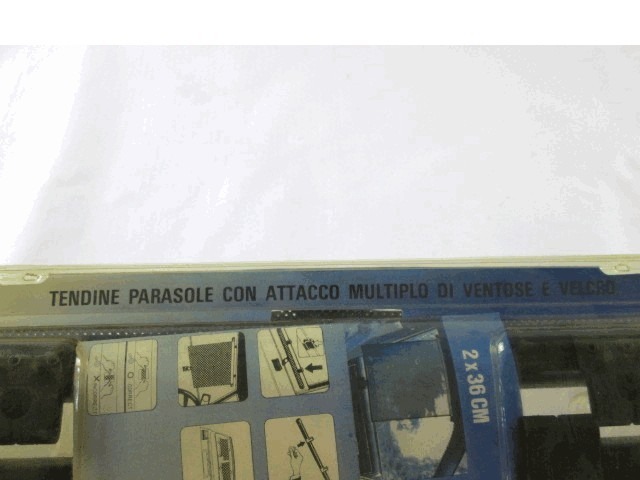 TENDINE PARASOLE CON ATTACCO MULTIPLO DI VENTOSE E VELCRO
2 x 36 CM